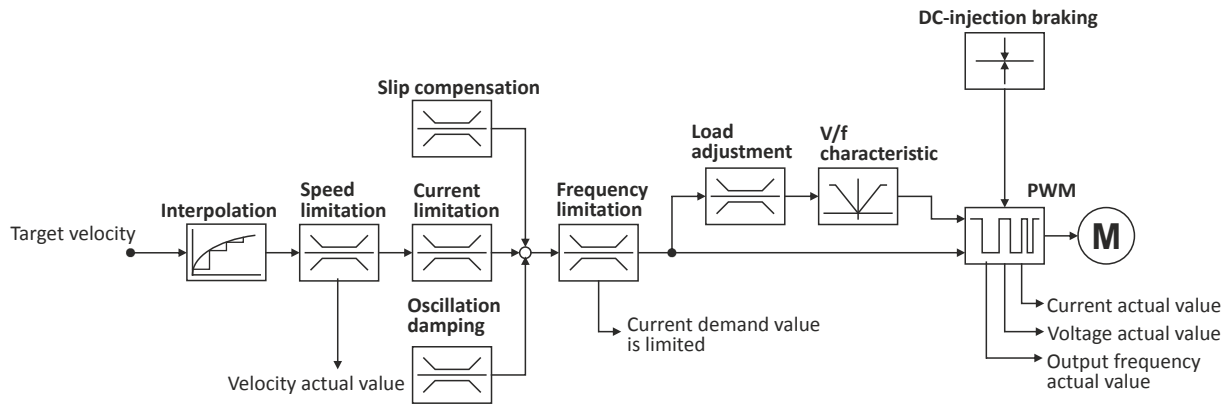 DC-injection braking
Slip compensation
Load
adjustment
V/f
characteristic
Speed
limitation
Current
limitation
Frequency
limitation
Interpolation
PWM
Target velocity
M
Oscillation
damping
Current demand value
is limited
Velocity actual value
Current actual value
Voltage actual value
Output frequency
actual value